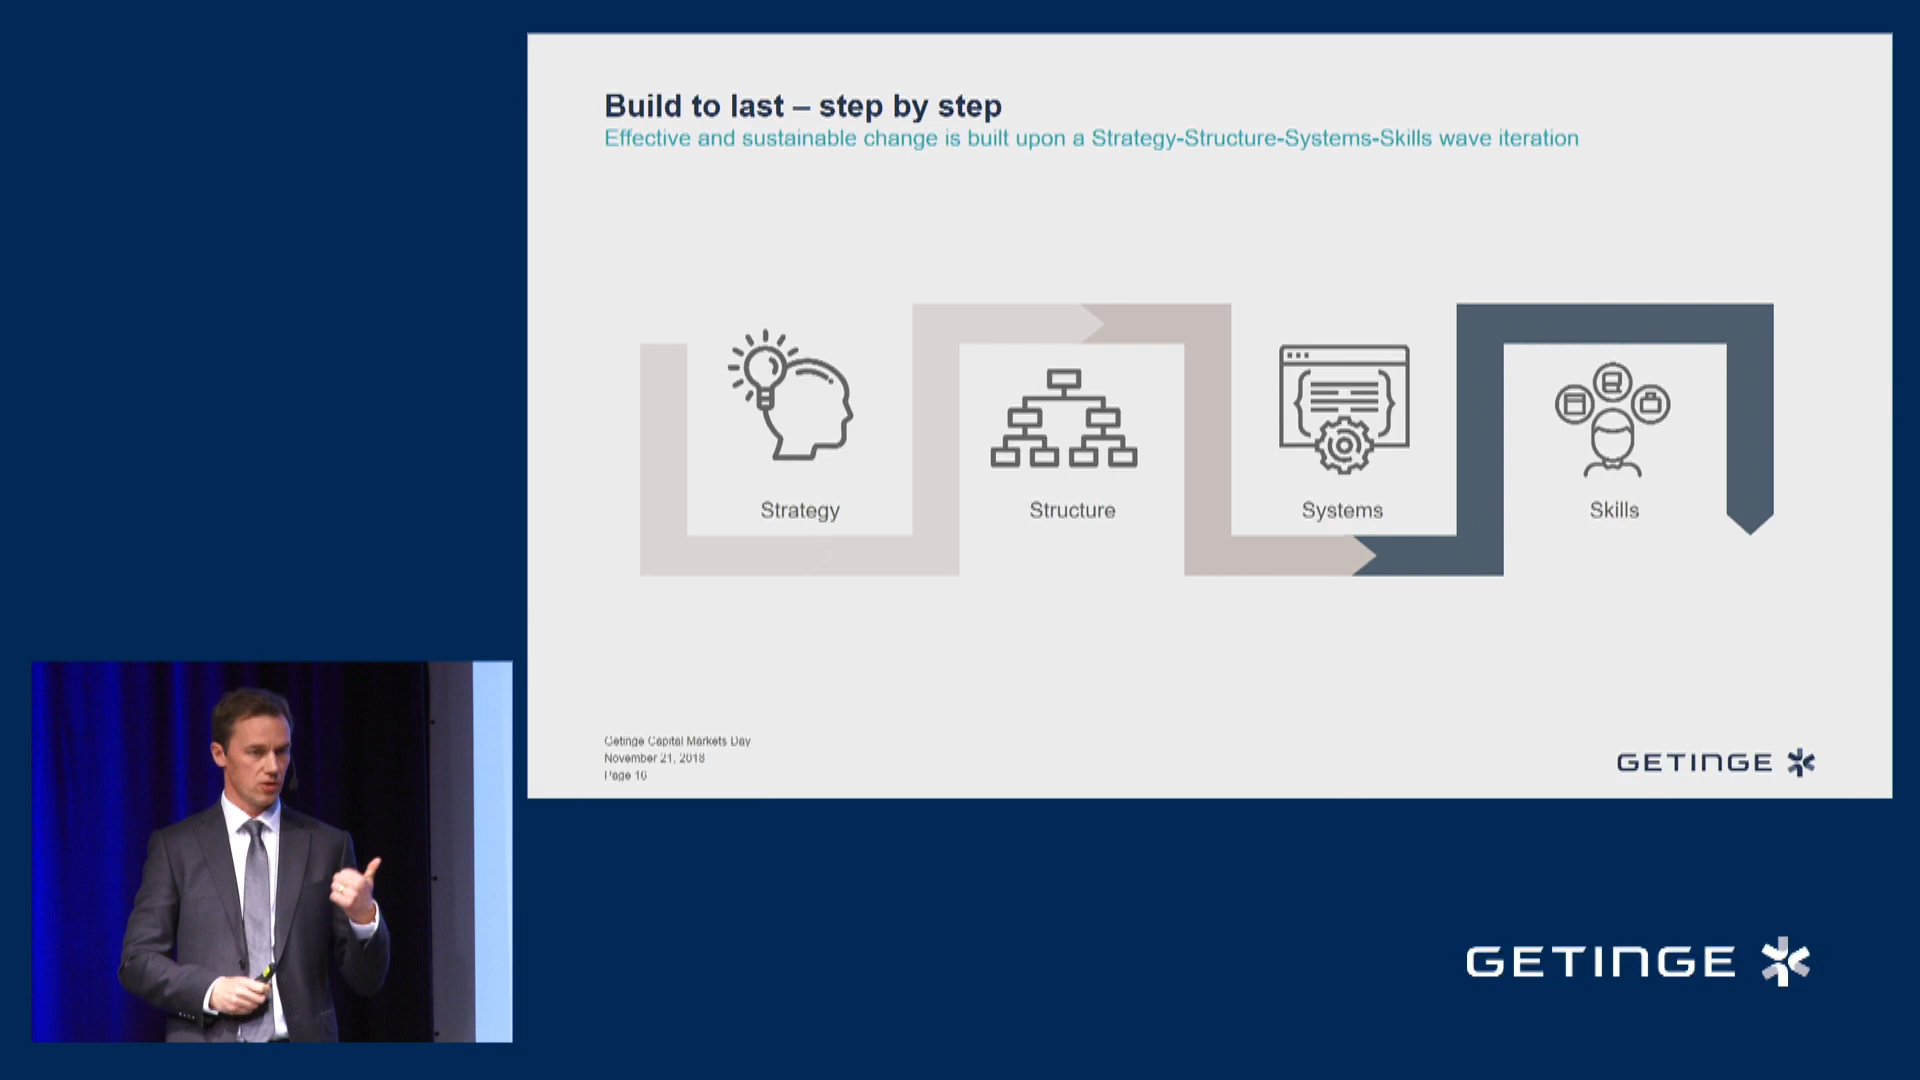 Build to last – step by step
Effective and sustainable change is built upon a Strategy-Structure-Systems-Skills wave iteration
Strategy
Structure
Systems
Skills
Getinge Capital Markets Day
November 21, 2018
Page 16
GETINGE
GETINGE